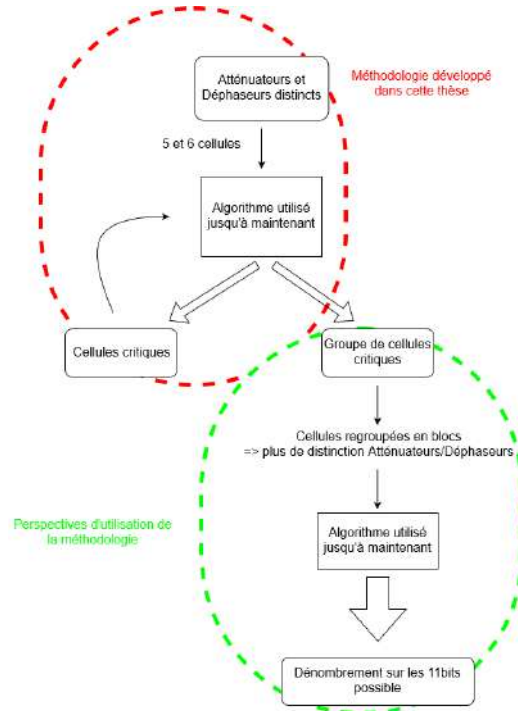 Atténuateurs et
Déphaseurs distincts
Méthodologie développé
dans cette thèse
5 et 6 cellules
Algorithme utilisé
jusqu'à maintenant
Cellules critiques
Groupe de cellules
critiques
Cellules regroupées en blocs
=> plus de distinction Atténuateurs/Déphaseurs
Perspectives d'utilisation de
la méthodologie
Algorithme utilisé
jusqu'à maintenant
Dénombrement sur les 11bits
possible